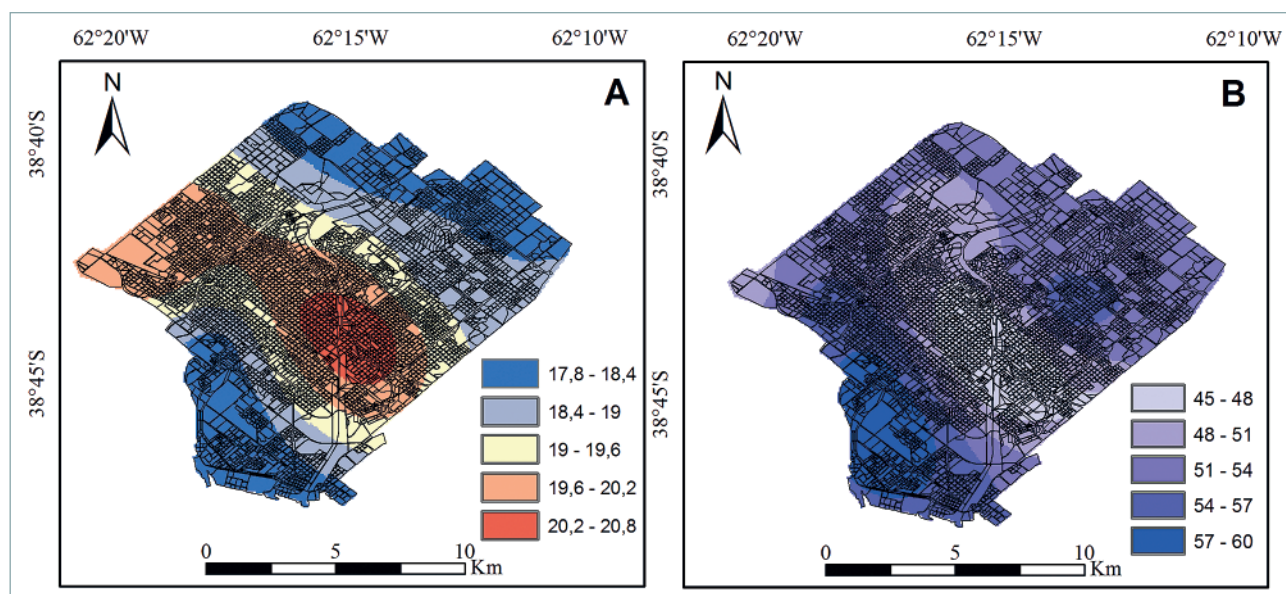 62°20'W 62°15'W 62°10'W
N
A
38°40'S
38°45'S
17,8 - 18,4
18,4 - 19
19 - 19,6
19,6 - 20,2
20,2 - 20,8
0 5 10
Km
62°20'W 62°15'W 62°10'W
N
B
38°40'S
38°45'S
45 - 48
48 - 51
51 - 54
54 - 57
57 - 60
0 5 10
Km